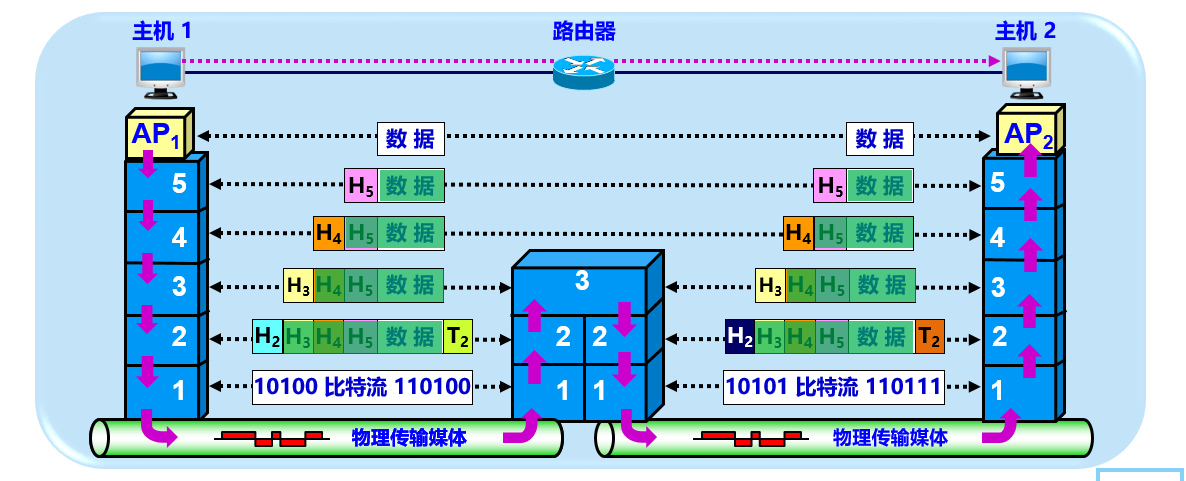 主机 1 路由器 主机 2
AP1 数 据 数 据 AP2
5 H5 数 据 H5 数 据 5
4 H4 H5 数 据 H4 H5 数 据 4
3 H3 H4 H5 数 据 3 H3 H4 H5 数 据 3
2 H2 H3 H4 H5 数 据 T2 2 2 H2 H3 H4 H5 数 据 T2 2
1 10100 比特流 110100 1 1 10101 比特流 110111 1
物理传输媒体 物理传输媒体